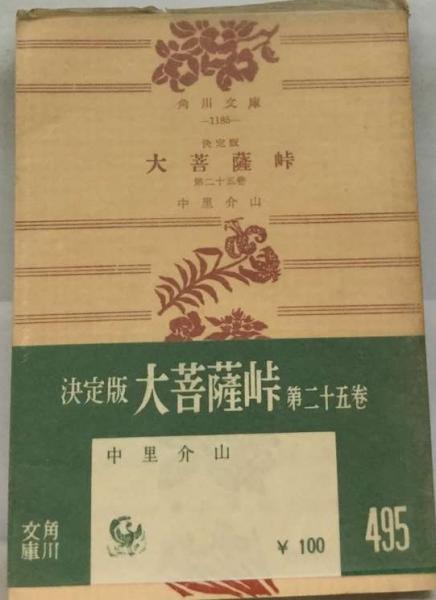 角川文庫
—1185—
決定版
大菩薩峠
第二十五巻
中里介山
決定版 大菩薩峠 第二十五巻
中里介山
¥ 100
角川文庫
495